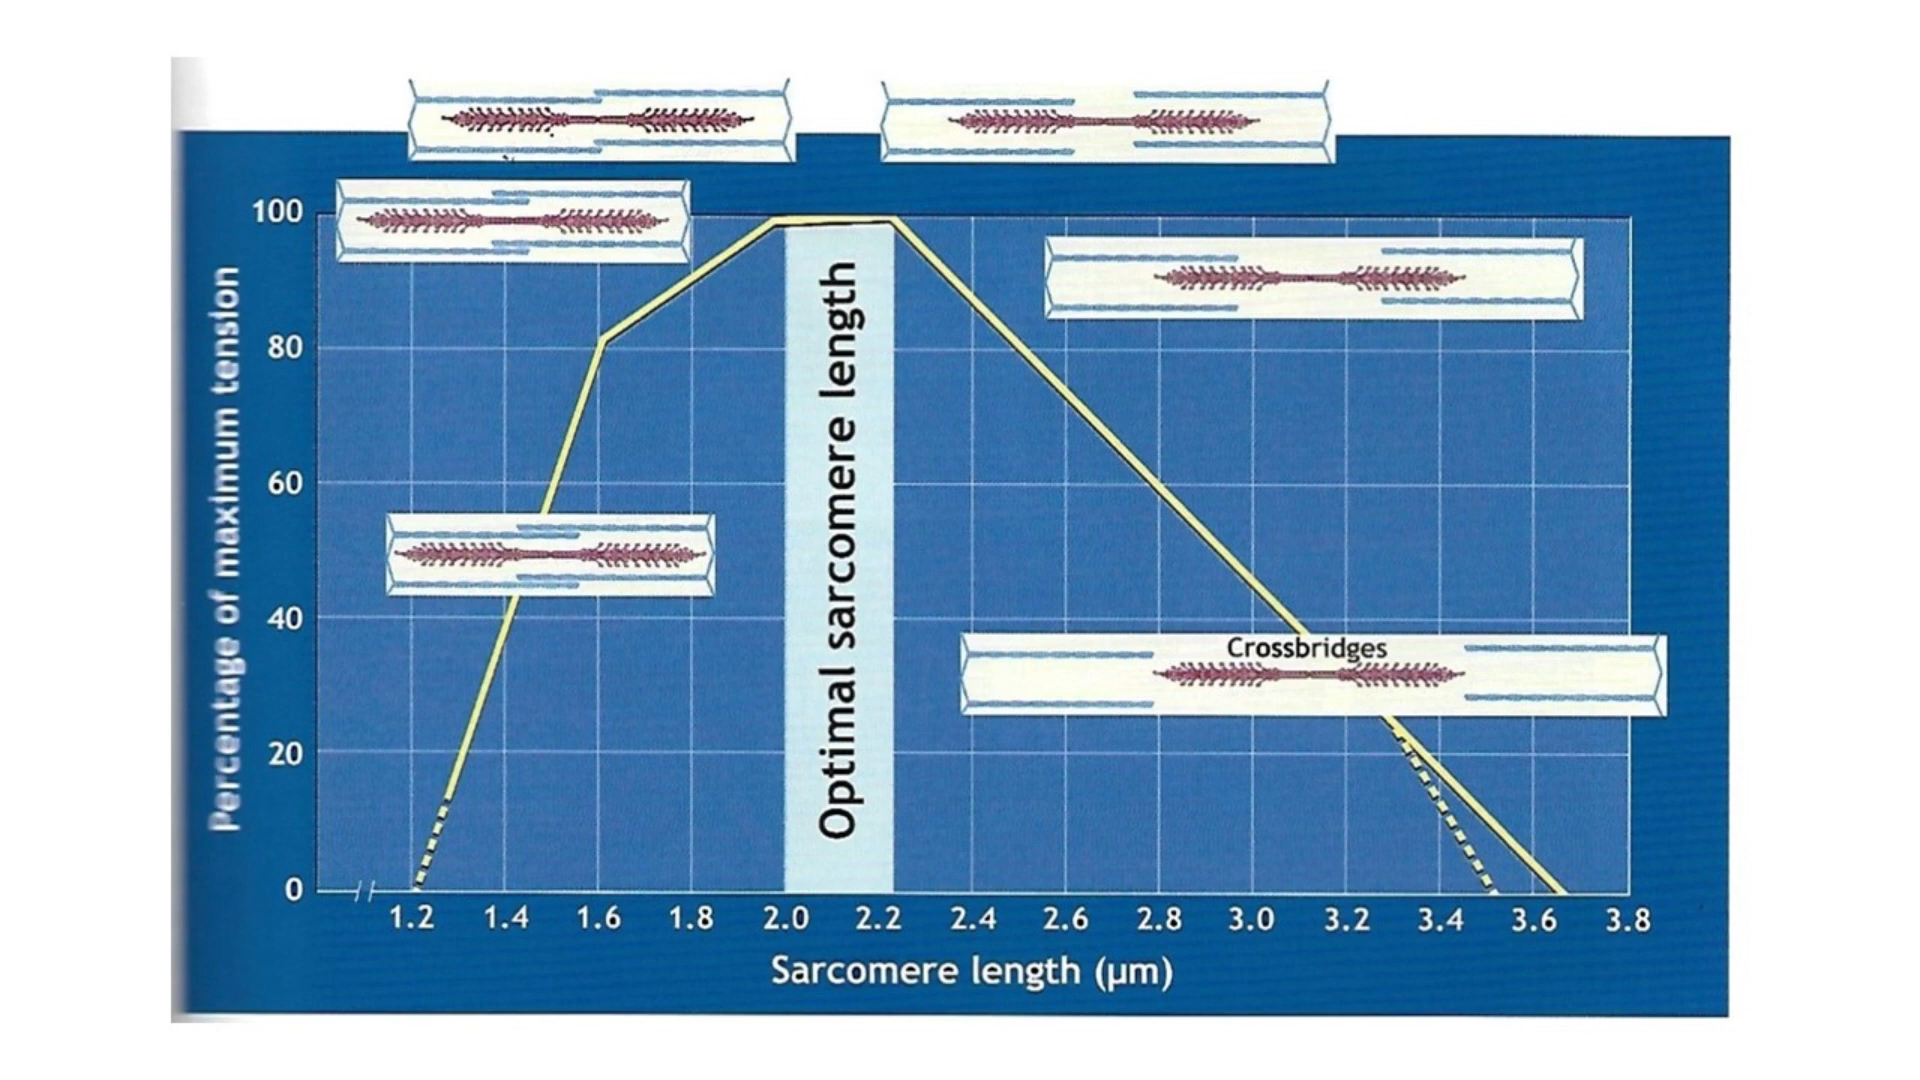 100
80
60
40
20
0
Percentage of maximum tension
Optimal sarcomere length
Crossbridges
1.2 1.4 1.6 1.8 2.0 2.2 2.4 2.6 2.8 3.0 3.2 3.4 3.6 3.8
Sarcomere length (μm)